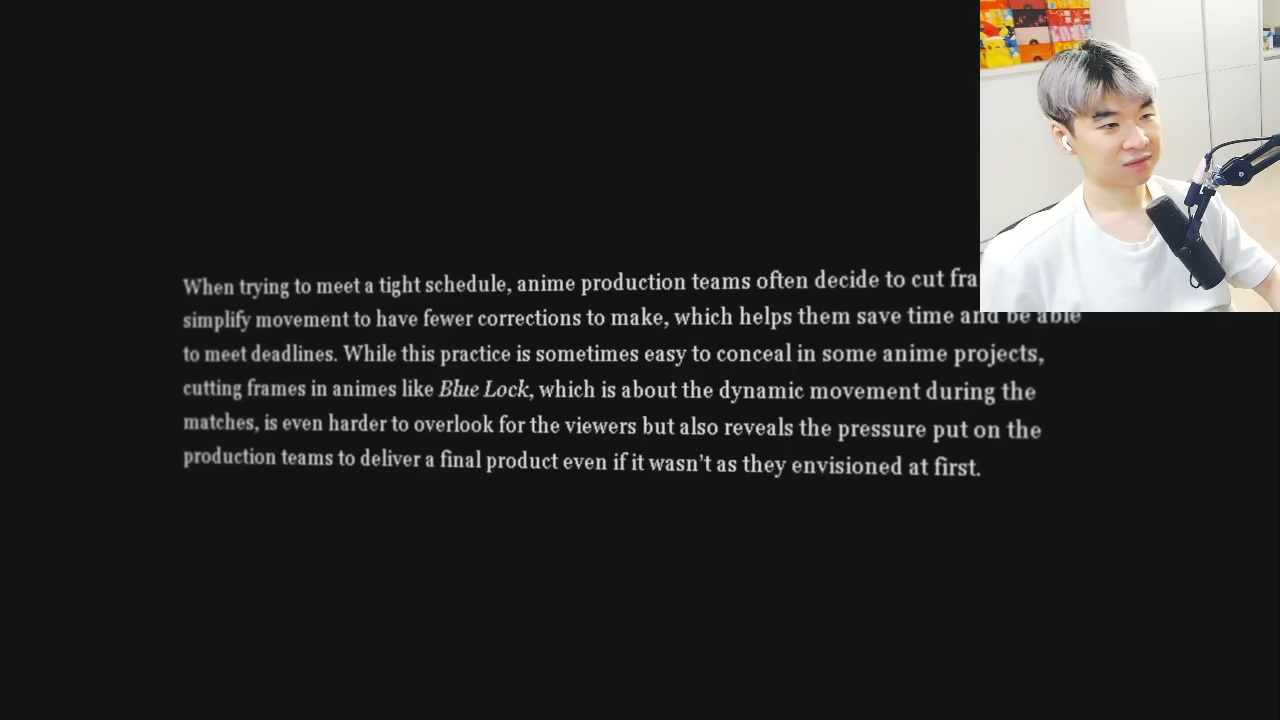 When trying to meet a tight schedule, anime production teams often decide to cut
simplify movement to have fewer corrections to make, which helps them save time and be able
to meet deadlines. While this practice is sometimes easy to conceal in some anime projects,
cutting frames in animes like Blue Lock, which is about the dynamic movement during the
matches, is even harder to overlook for the viewers but also reveals the pressure put on the
production teams to deliver a final product even if it wasn’t as they envisioned at first.